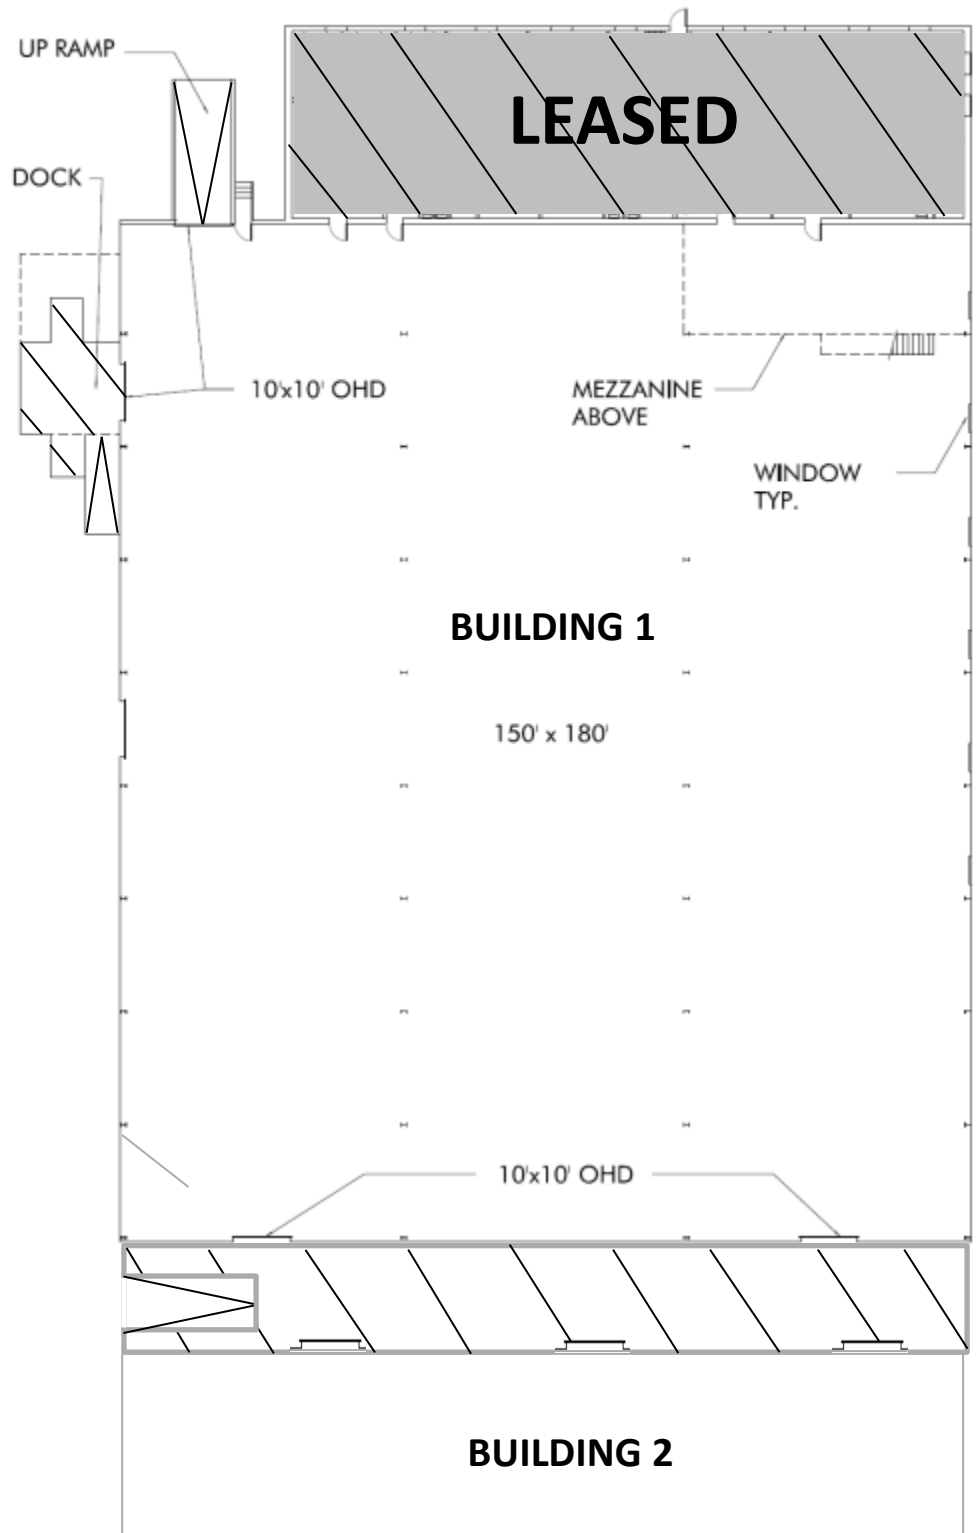 UP RAMP
LEASED
DOCK
10'x10' OHD
MEZZANINE
ABOVE
WINDOW
TYP.
BUILDING 1
150' x 180'
10'x10' OHD
BUILDING 2